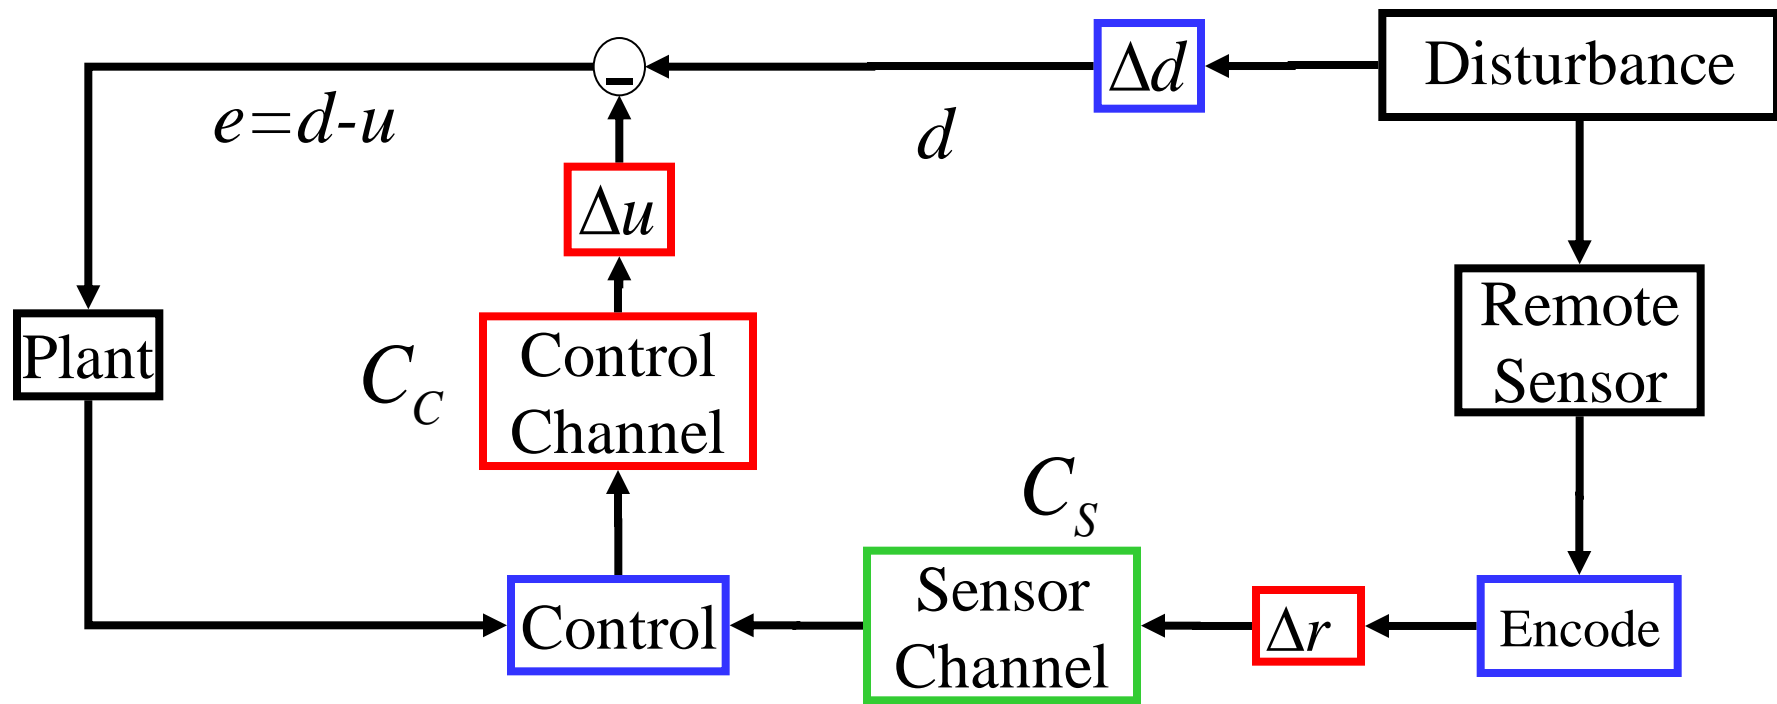 Disturbance
Δd
-
e=d-u
d
Δu
Remote
Sensor
Plant
C_C
Control
Channel
C_S
Sensor
Channel
Control
Δr
Encode